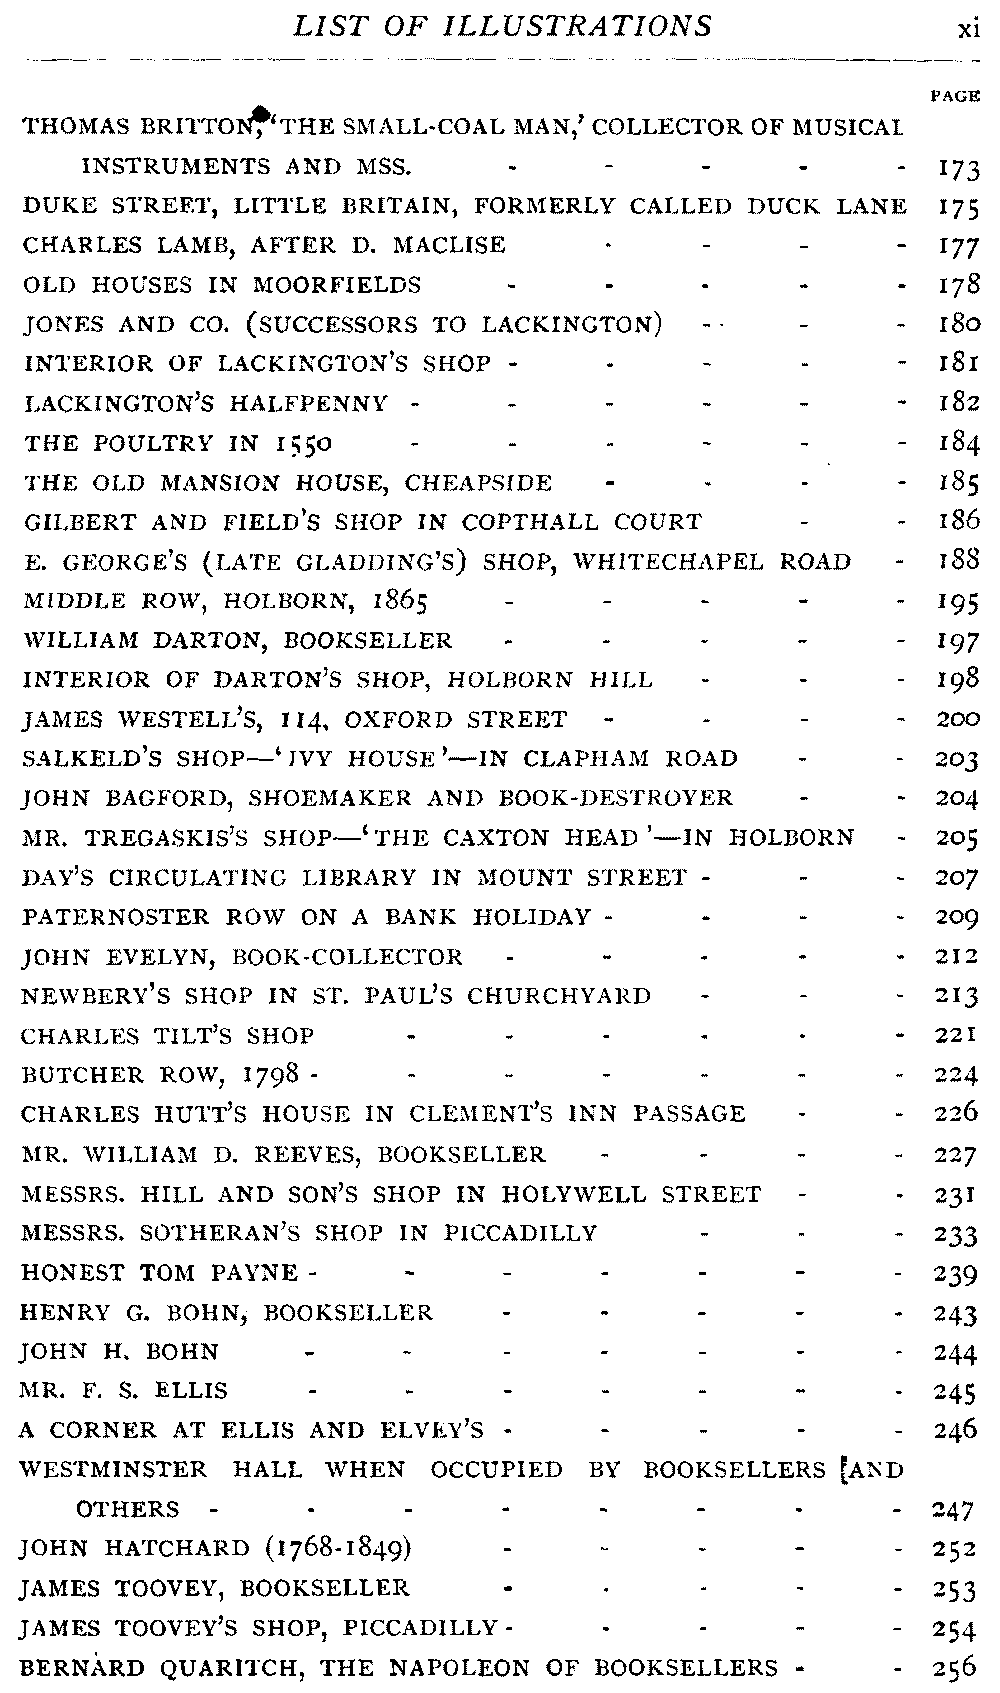 LIST OF ILLUSTRATIONS xi
PAGE
THOMAS BRITTON, 'THE SMALL-COAL MAN,' COLLECTOR OF MUSICAL
INSTRUMENTS AND MSS. - - - - - 173
DUKE STREET, LITTLE BRITAIN, FORMERLY CALLED DUCK LANE 175
CHARLES LAMB, AFTER D. MACLISE - - - - 177
OLD HOUSES IN MOORFIELDS - - - - - 178
JONES AND CO. (SUCCESSORS TO LACKINGTON) - - - 180
INTERIOR OF LACKINGTON'S SHOP - - - - - 181
LACKINGTON'S HALFPENNY - - - - - - 182
THE POULTRY IN 1550 - - - - - - 184
THE OLD MANSION HOUSE, CHEAPSIDE - - - - 185
GILBERT AND FIELD'S SHOP IN COPTHALL COURT - - 186
E. GEORGE'S (LATE GLADDING'S) SHOP, WHITECHAPEL ROAD - 188
MIDDLE ROW, HOLBORN, 1865 - - - - - 195
WILLIAM DARTON, BOOKSELLER - - - - - 197
INTERIOR OF DARTON'S SHOP, HOLBORN HILL - - - 198
JAMES WESTELL'S, 114, OXFORD STREET - - - - 200
SALKELD'S SHOP—'IVY HOUSE'—IN CLAPHAM ROAD - - 203
JOHN BAGFORD, SHOEMAKER AND BOOK-DESTROYER - - 204
MR. TREGASKIS'S SHOP—'THE CAXTON HEAD'—IN HOLBORN - 205
DAY'S CIRCULATING LIBRARY IN MOUNT STREET - - - 207
PATERNOSTER ROW ON A BANK HOLIDAY - - - - 209
JOHN EVELYN, BOOK-COLLECTOR - - - - - 212
NEWBERY'S SHOP IN ST. PAUL'S CHURCHYARD - - - 213
CHARLES TILT'S SHOP - - - - - - 221
BUTCHER ROW, 1798 - - - - - - - 224
CHARLES HUTT'S HOUSE IN CLEMENT'S INN PASSAGE - - 226
MR. WILLIAM D. REEVES, BOOKSELLER - - - - 227
MESSRS. HILL AND SON'S SHOP IN HOLYWELL STREET - - 231
MESSRS. SOTHERAN'S SHOP IN PICCADILLY - - - 233
HONEST TOM PAYNE - - - - - - - 239
HENRY G. BOHN, BOOKSELLER - - - - - 243
JOHN H. BOHN - - - - - - - 244
MR. F. S. ELLIS - - - - - - - 245
A CORNER AT ELLIS AND ELVEY'S - - - - - 246
WESTMINSTER HALL WHEN OCCUPIED BY BOOKSELLERS [AND
OTHERS - - - - - - - - 247
JOHN HATCHARD (1768-1849) - - - - - 252
JAMES TOOVEY, BOOKSELLER - - - - - 253
JAMES TOOVEY'S SHOP, PICCADILLY - - - - - 254
BERNARD QUARITCH, THE NAPOLEON OF BOOKSELLERS - - 256